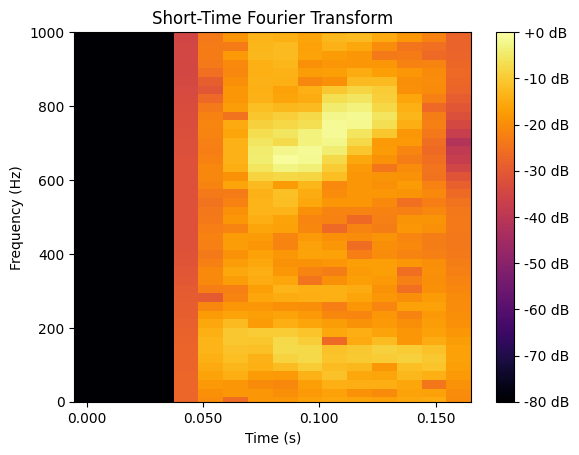 Short-Time Fourier Transform
1000
800
600
400
200
0
Frequency (Hz)
0.000
0.050
0.100
0.150
Time (s)
+0 dB
-10 dB
-20 dB
-30 dB
-40 dB
-50 dB
-60 dB
-70 dB
-80 dB